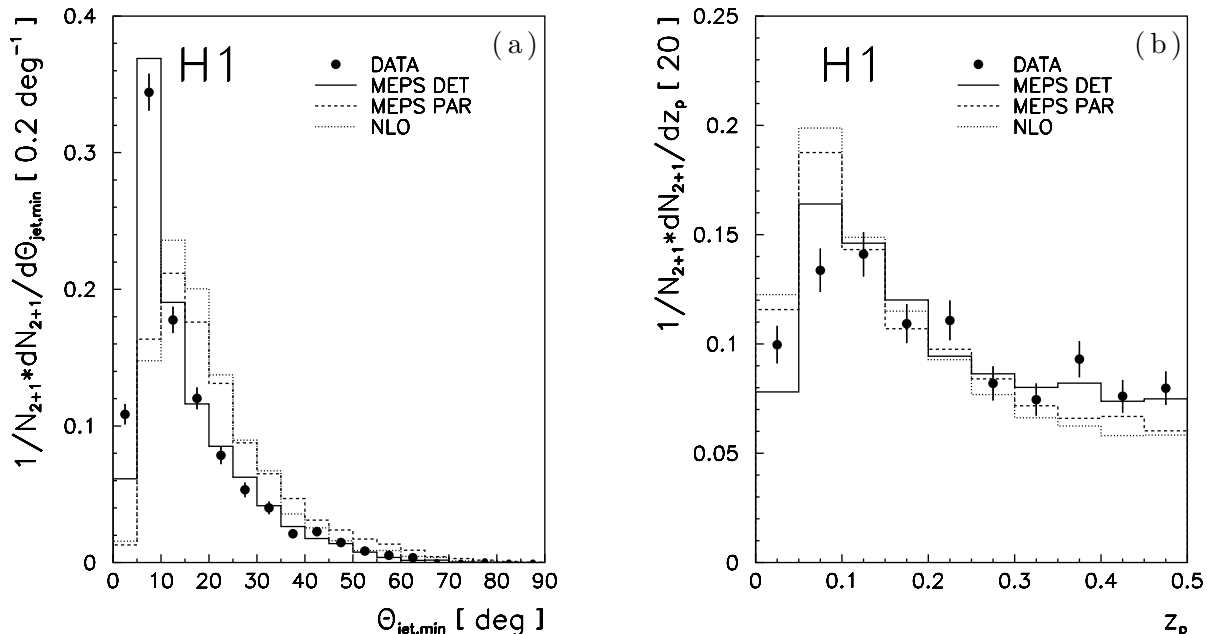 1/N2+1*dN2+1/dΘjet,min [ 0.2 deg−1 ]
0.4
0.3
0.2
0.1
0
H1
(a)
DATA
MEPS DET
MEPS PAR
NLO
0 10 20 30 40 50 60 70 80 90
Θjet,min [ deg ]
1/N2+1*dN2+1/dzp [ 20 ]
0.25
0.2
0.15
0.1
0.05
0
H1
(b)
DATA
MEPS DET
MEPS PAR
NLO
0 0.1 0.2 0.3 0.4 0.5
zp